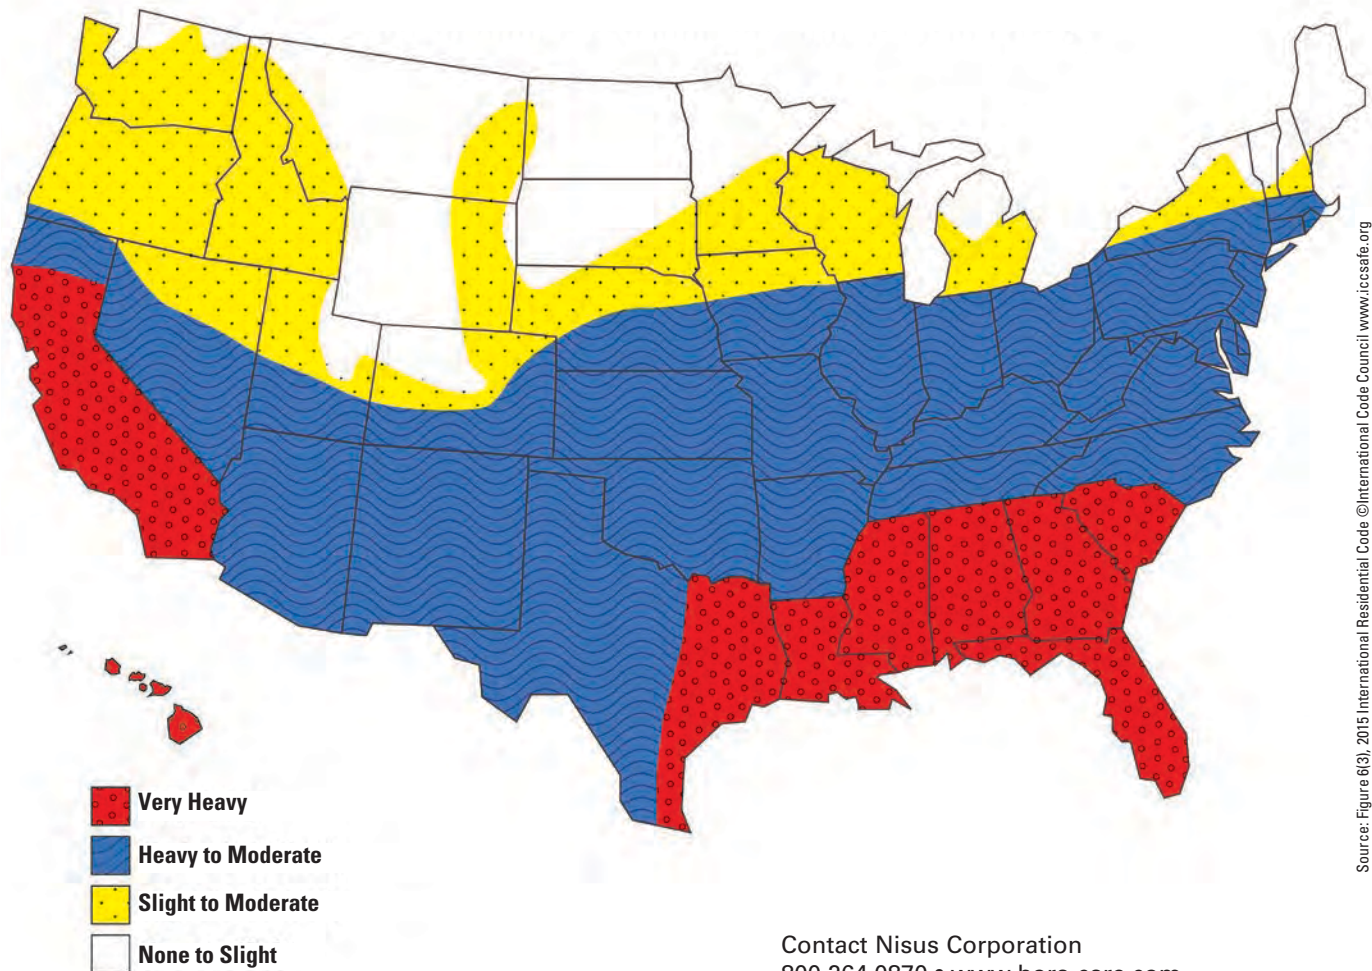 Very Heavy
Heavy to Moderate
Slight to Moderate
None to Slight
Contact Nisus Corporation
Source: Figure 6(3), 2015 International Residential Code ©International Code Council www.iccsafe.org